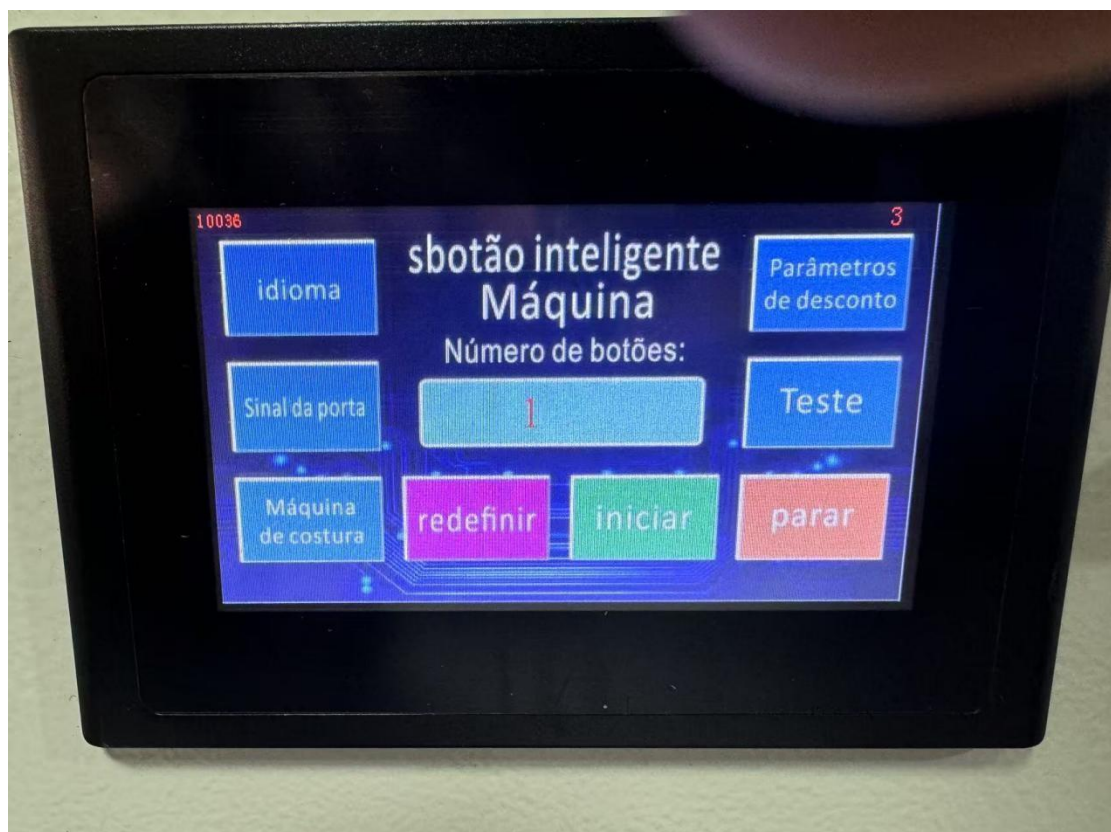 10036
3
idioma
sbotão inteligente
Máquina
Parâmetros
de desconto
Número de botões:
Sinal da porta
1
Teste
Máquina
de costura
redefinir
iniciar
parar